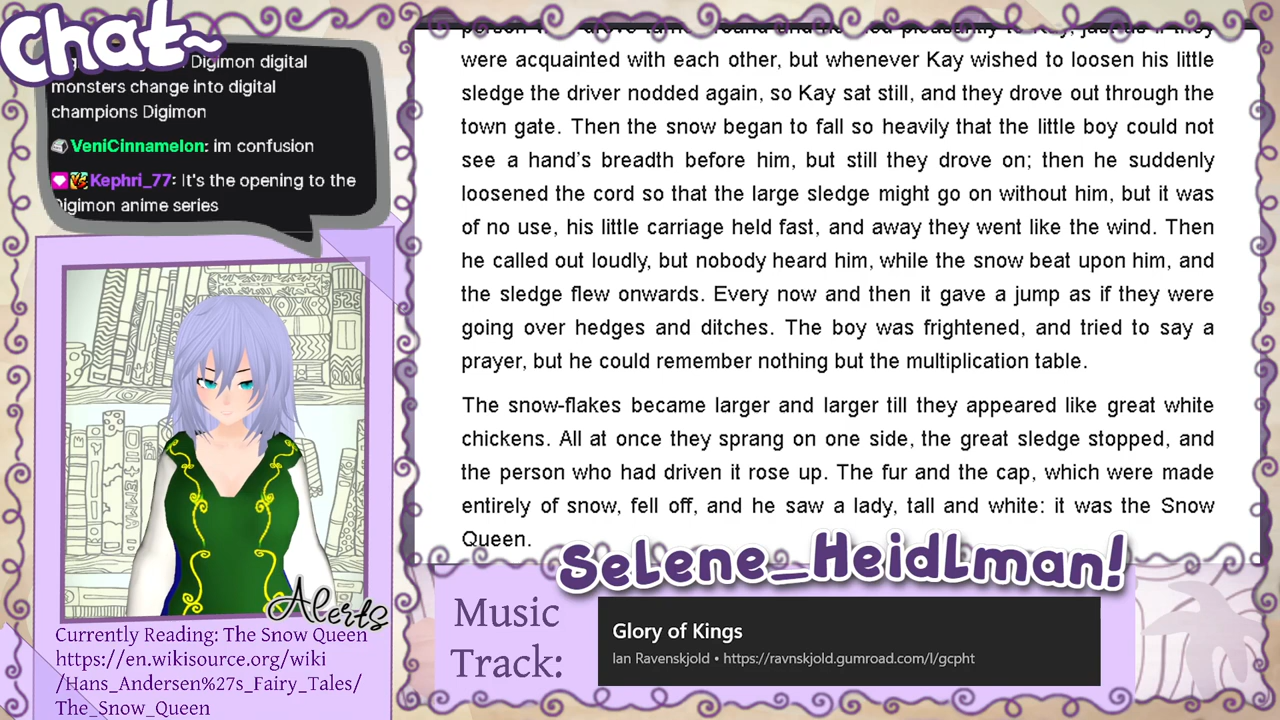 Chat~
Digimon digital
monsters change into digital
champions Digimon
VeniCinnamelon: im confusion
Kephri_77: It's the opening to the
Digimon anime series
were acquainted with each other, but whenever Kay wished to loosen his little
sledge the driver nodded again, so Kay sat still, and they drove out through the
town gate. Then the snow began to fall so heavily that the little boy could not
see a hand's breadth before him, but still they drove on; then he suddenly
loosened the cord so that the large sledge might go on without him, but it was
of no use, his little carriage held fast, and away they went like the wind. Then
he called out loudly, but nobody heard him, while the snow beat upon him, and
the sledge flew onwards. Every now and then it gave a jump as if they were
going over hedges and ditches. The boy was frightened, and tried to say a
prayer, but he could remember nothing but the multiplication table.
The snow-flakes became larger and larger till they appeared like great white
chickens. All at once they sprang on one side, the great sledge stopped, and
the person who had driven it rose up. The fur and the cap, which were made
entirely of snow, fell off, and he saw a lady, tall and white: it was the Snow
Queen.
Selene_Heidlman!
Alerts
Currently Reading: The Snow Queen
https://en.wikisource.org/wiki
/Hans_Andersen%27s_Fairy_Tales/
The_Snow_Queen
Music
Track:
Glory of Kings
Ian Ravenskjold • https://ravnskjold.gumroad.com/l/gcpht